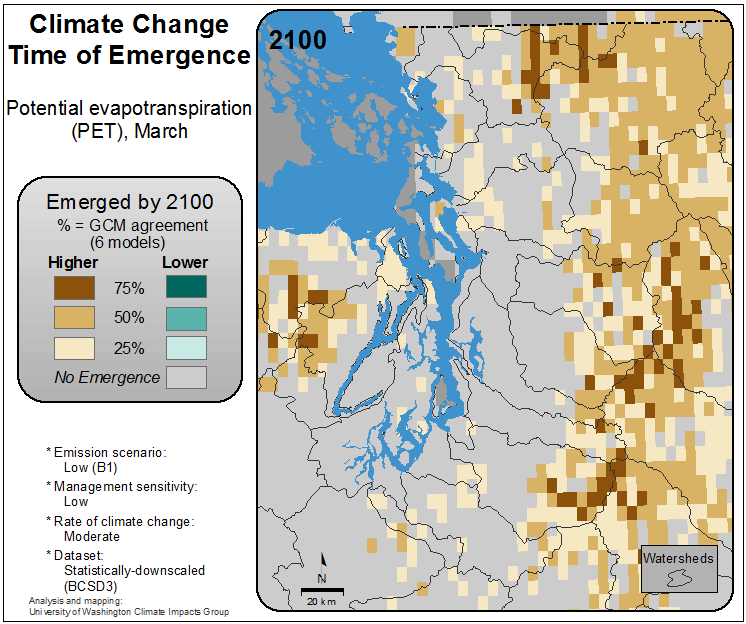 Climate Change
Time of Emergence
Potential evapotranspiration
(PET), March
Emerged by 2100
% = GCM agreement
(6 models)
Higher Lower
75%
50%
25%
No Emergence
* Emission scenario:
Low (B1)
* Management sensitivity:
Low
* Rate of climate change:
Moderate
* Dataset:
Statistically-downscaled
(BCSD3)
Analysis and mapping:
University of Washington Climate Impacts Group
2100
N
20 km
Watersheds